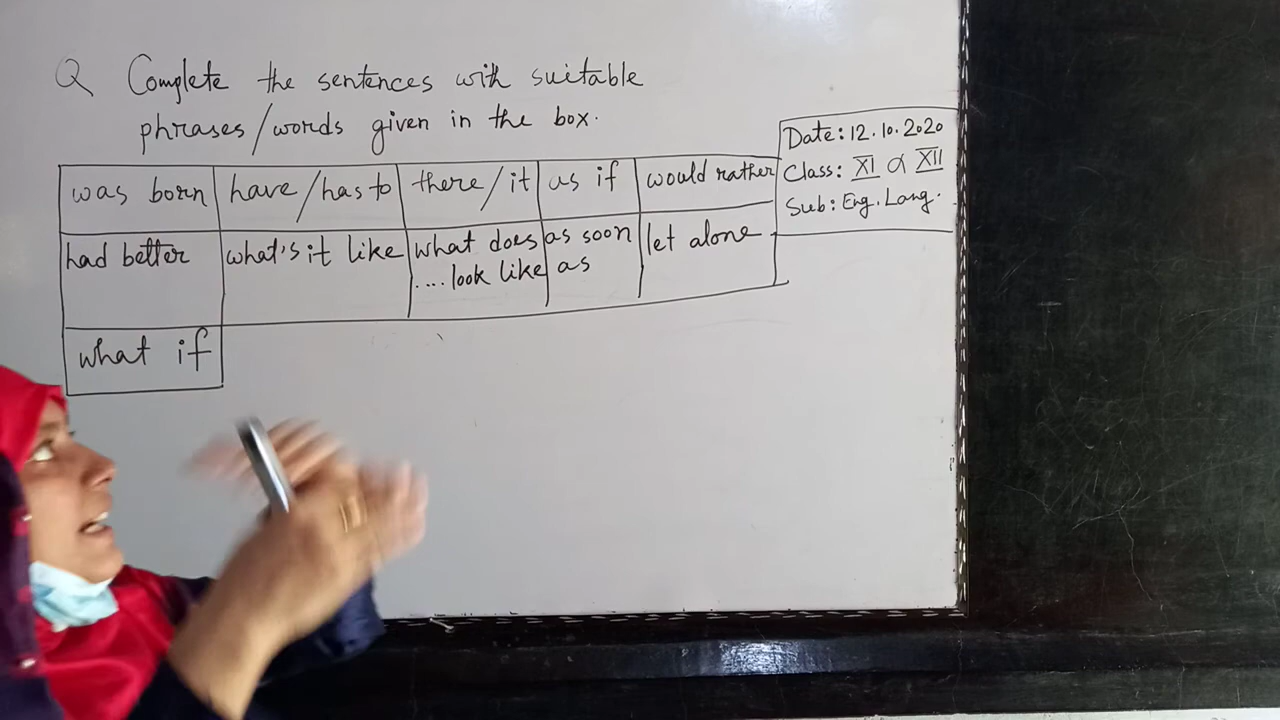 Q Complete the sentences with suitable
phrases/words given in the box.
was born have/has to there/it as if would rather
had better what's it like what does as soon let alone
....look like as
what if
Date: 12.10.2020
Class: XI & XII
Sub: Eng. Lang.